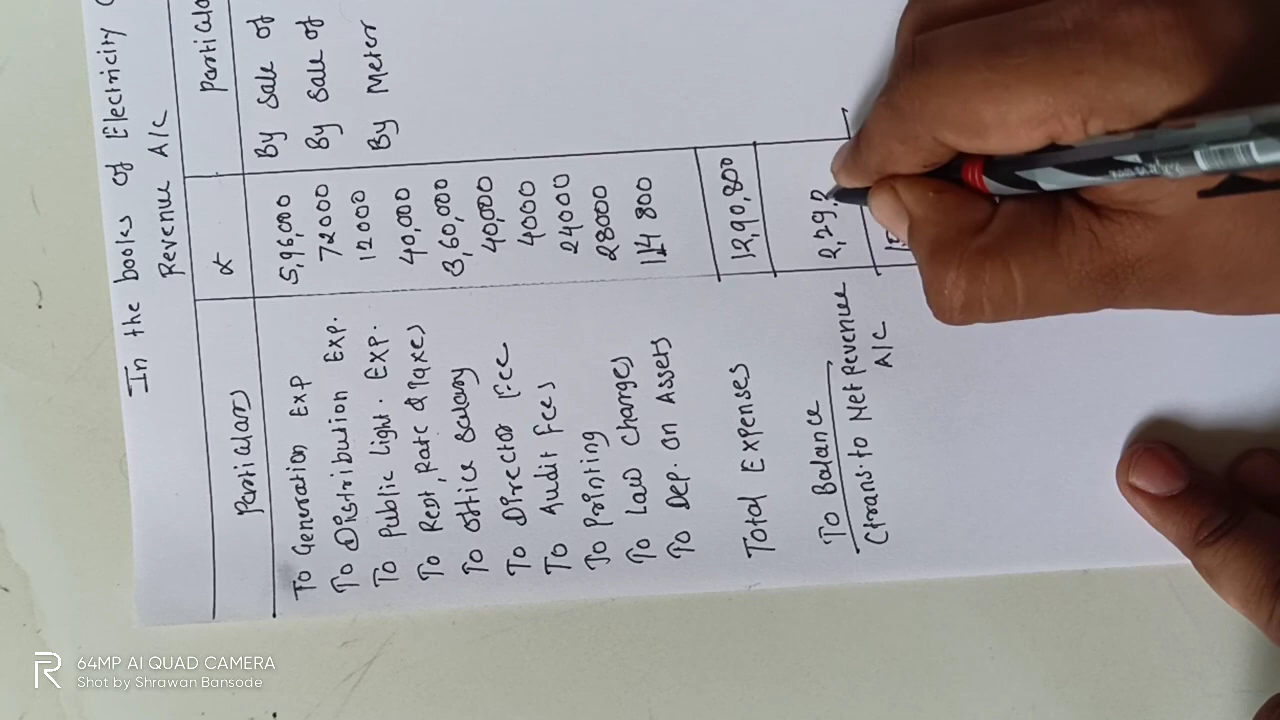 In the books of Electricity
Revenue A/c
Particulars ₹ Particula
To Generation Exp 5,96,000 By Sale of
To Distribution Exp. 72000 By Sale of
To Public Light. Exp. 12000 By Meter
To Rent, Rate & Taxes 40,000
To Office Salary 3,60,000
To Director Fee 40,000
To Audit Fees 4000
To Printing 24000
To Law Charges 28000
To Dep. on Assets 114 800
Total Expenses 12,90,800
To Balance 2,29,2
(trans. to Net Revenue
A/c
64MP AI QUAD CAMERA
Shot by Shrawan Bansode